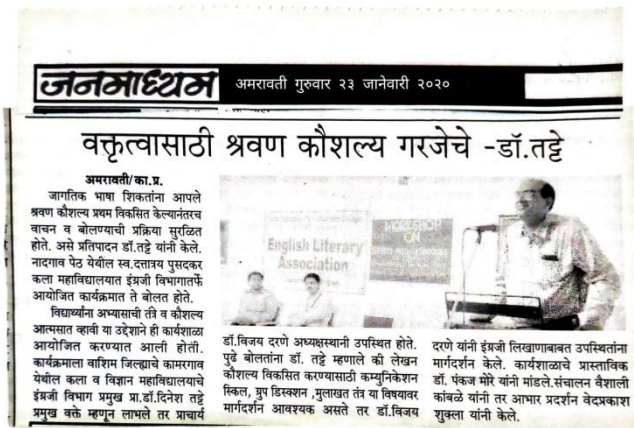 जनमाध्यम
अमरावती गुरुवार २३ जानेवारी २०२०
वक्तृत्वासाठी श्रवण कौशल्य गरजेचे -डॉ.तट्टे
अमरावती/का.प्र.
जागतिक भाषा शिकतांना आपले
श्रवण कौशल्य प्रथम विकसित केल्यानंतरच
वाचन व बोलण्याची प्रक्रिया सुरळित
होते. असे प्रतिपादन डॉ.तट्टे यांनी केले.
नादगाव पेठ येथील स्व.दत्तात्रय पुसदकर
कला महाविद्यालयात इंग्रजी विभागातर्फे
आयोजित कार्यक्रमात ते बोलत होते.
विद्यार्थ्यांना अभ्यासाची तंत्रे व कौशल्य
आत्मसात व्हावी या उद्देशाने ही कार्यशाळा
आयोजित करण्यात आली होती.
कार्यक्रमाला वाशिम जिल्ह्याचे कामरगाव
येथील कला व विज्ञान महाविद्यालयाचे
इंग्रजी विभाग प्रमुख प्रा.डॉ.दिनेश तट्टे
प्रमुख वक्ते म्हणून लाभले तर प्राचार्य
English Literary
Association
WORKSHOP
ON
डॉ.विजय दरणे अध्यक्षस्थानी उपस्थित होते.
पुढे बोलतांना डॉ. तट्टे म्हणाले की लेखन
कौशल्य विकसित करण्यासाठी कम्युनिकेशन
स्किल, ग्रुप डिस्क्शन ,मुलाखत तंत्र या विषयावर
मार्गदर्शन आवश्यक असते तर डॉ.विजय
दरणे यांनी इंग्रजी लिखाणाबाबत उपस्थितांना
मार्गदर्शन केले. कार्यशाळाचे प्रास्ताविक
डॉ. पंकज मोरे यांनी मांडले.संचालन वैशाली
कांबळे यांनी तर आभार प्रदर्शन वेदप्रकाश
शुक्ला यांनी केले.